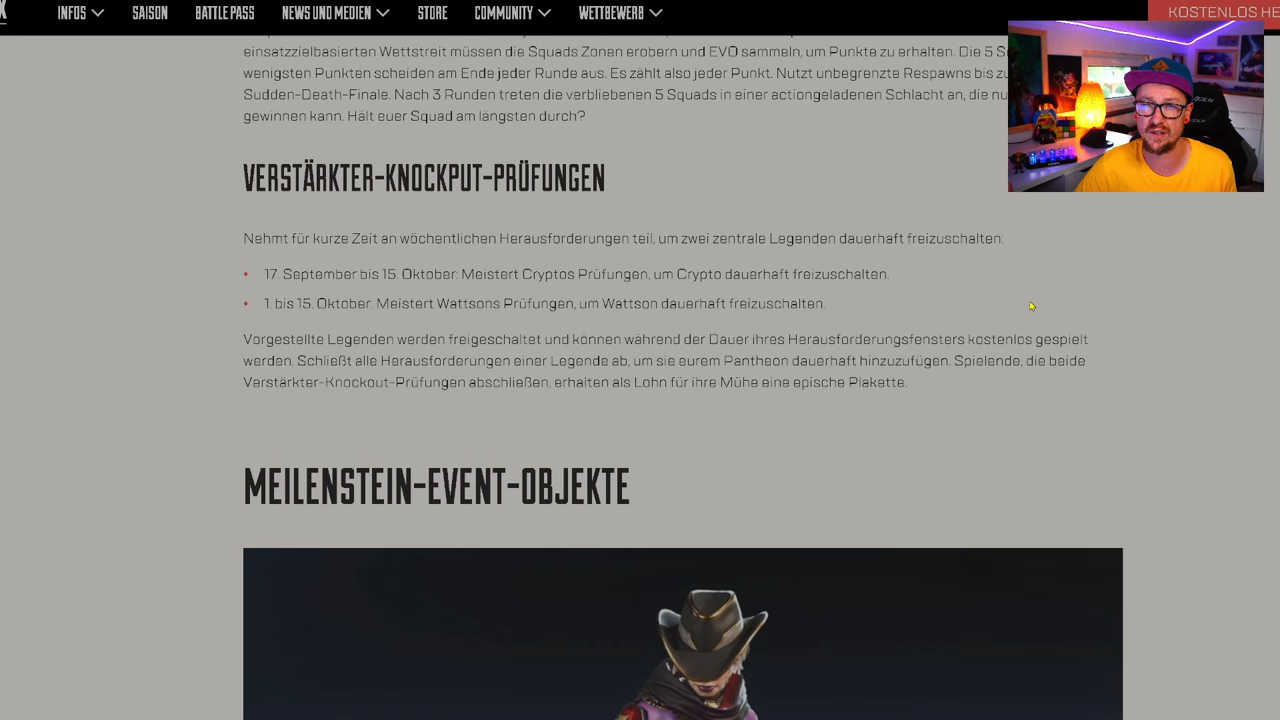 X INFOS SAISON BATTLE PASS NEWS UND MEDIEN STORE COMMUNITY WETTBEWERB KOSTENLOS HE
einsatzzielbasierten Wettstreit müssen die Squads Zonen erobern und EVO sammeln, um Punkte zu erhalten. Die 5
wenigsten Punkten scheiden am Ende jeder Runde aus. Es zählt also jeder Punkt. Nutzt unbegrenzte Respawns bis
Sudden-Death-Finale. Nach 3 Runden treten die verbliebenen 5 Squads in einer actiongeladenen Schlacht an, die
gewinnen kann. Hält euer Squad am längsten durch?
VERSTÄRKTER-KNOCKPUT-PRÜFUNGEN
Nehmt für kurze Zeit an wöchentlichen Herausforderungen teil, um zwei zentrale Legenden dauerhaft freizuschalten:
• 17. September bis 15. Oktober: Meistert Cryptos Prüfungen, um Crypto dauerhaft freizuschalten.
• 1. bis 15. Oktober: Meistert Wattsons Prüfungen, um Wattson dauerhaft freizuschalten.
Vorgestellte Legenden werden freigeschaltet und können während der Dauer ihres Herausforderungsfensters kostenlos gespielt
werden. Schließt alle Herausforderungen einer Legende ab, um sie eurem Pantheon dauerhaft hinzuzufügen. Spielende, die beide
Verstärkter-Knockout-Prüfungen abschließen, erhalten als Lohn für ihre Mühe eine epische Plakette.
MEILENSTEIN-EVENT-OBJEKTE